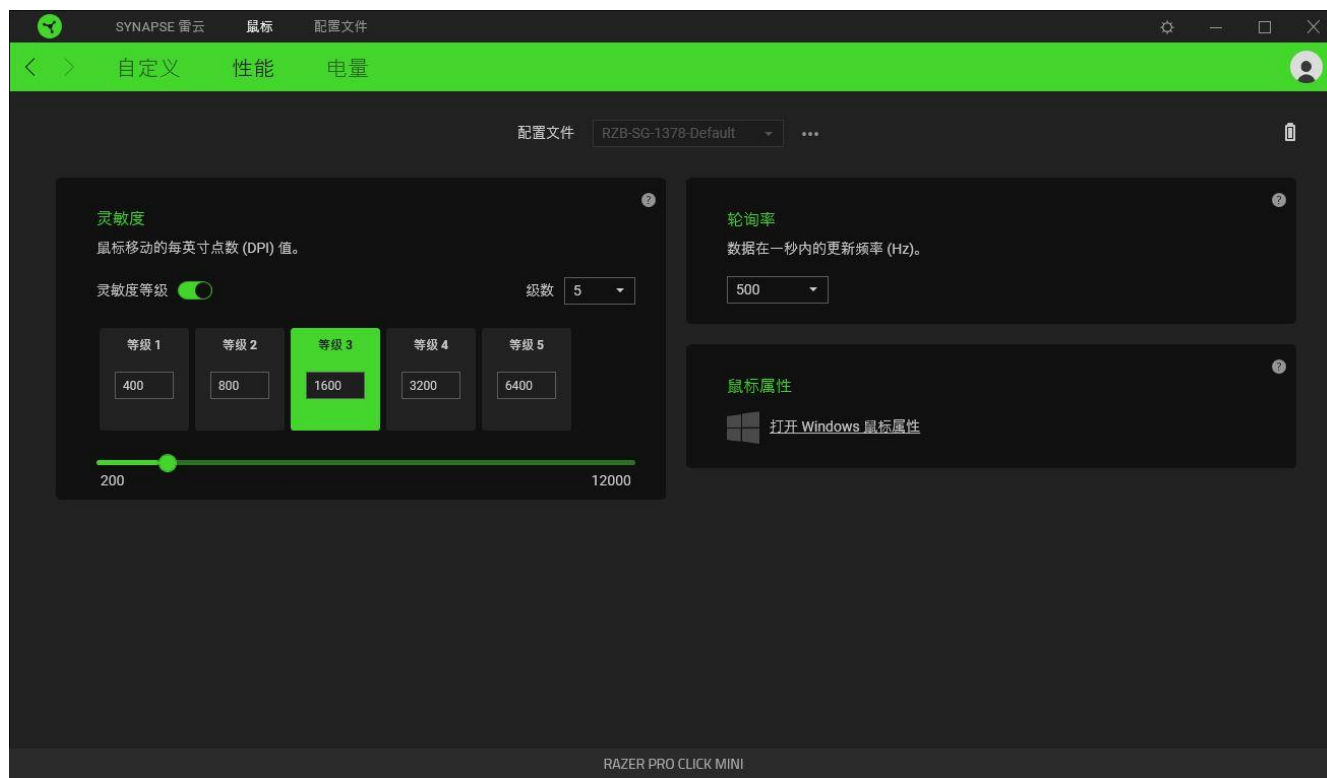 SYNAPSE 雷云 鼠标 配置文件
自定义 性能 电量
配置文件 RZB-SG-1378-Default
灵敏度
鼠标移动的每英寸点数 (DPI) 值。
灵敏度等级 级数 5
等级 1 等级 2 等级 3 等级 4 等级 5
400 800 1600 3200 6400
200 12000
轮询率
数据在一秒内的更新频率 (Hz)。
500
鼠标属性
打开 Windows 鼠标属性
RAZER PRO CLICK MINI